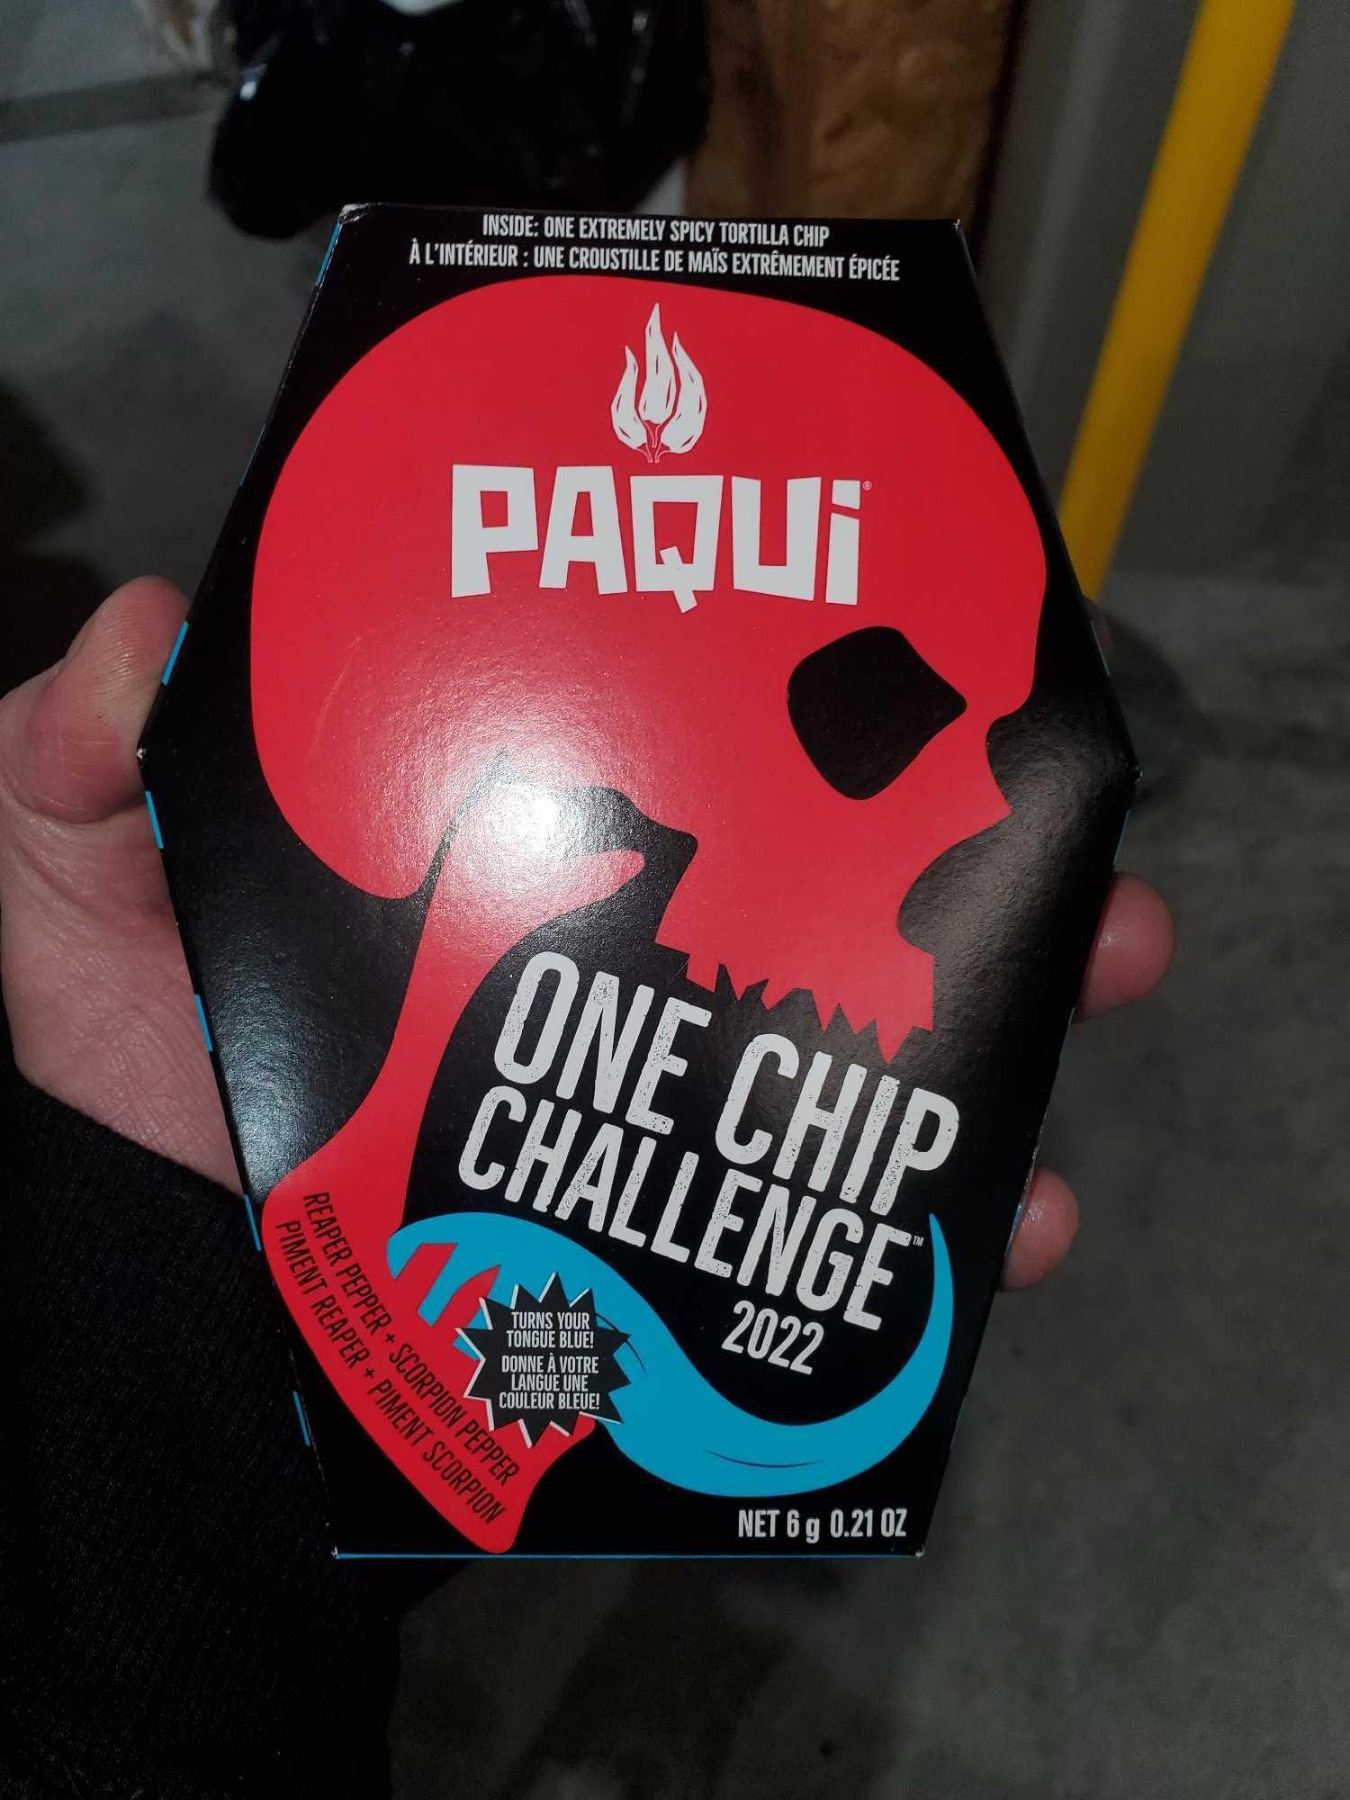 INSIDE: ONE EXTREMELY SPICY TORTILLA CHIP
À L'INTÉRIEUR : UNE CROUSTILLE DE MAÏS EXTRÊMEMENT ÉPICÉE
PAQUI®
ONE CHIP
CHALLENGE™
2022
REAPER PEPPER + SCORPION PEPPER
PIMENT REAPER + PIMENT SCORPION
TURNS YOUR
TONGUE BLUE!
DONNE À VOTRE
LANGUE UNE
COULEUR BLEUE!
NET 6 g 0.21 OZ